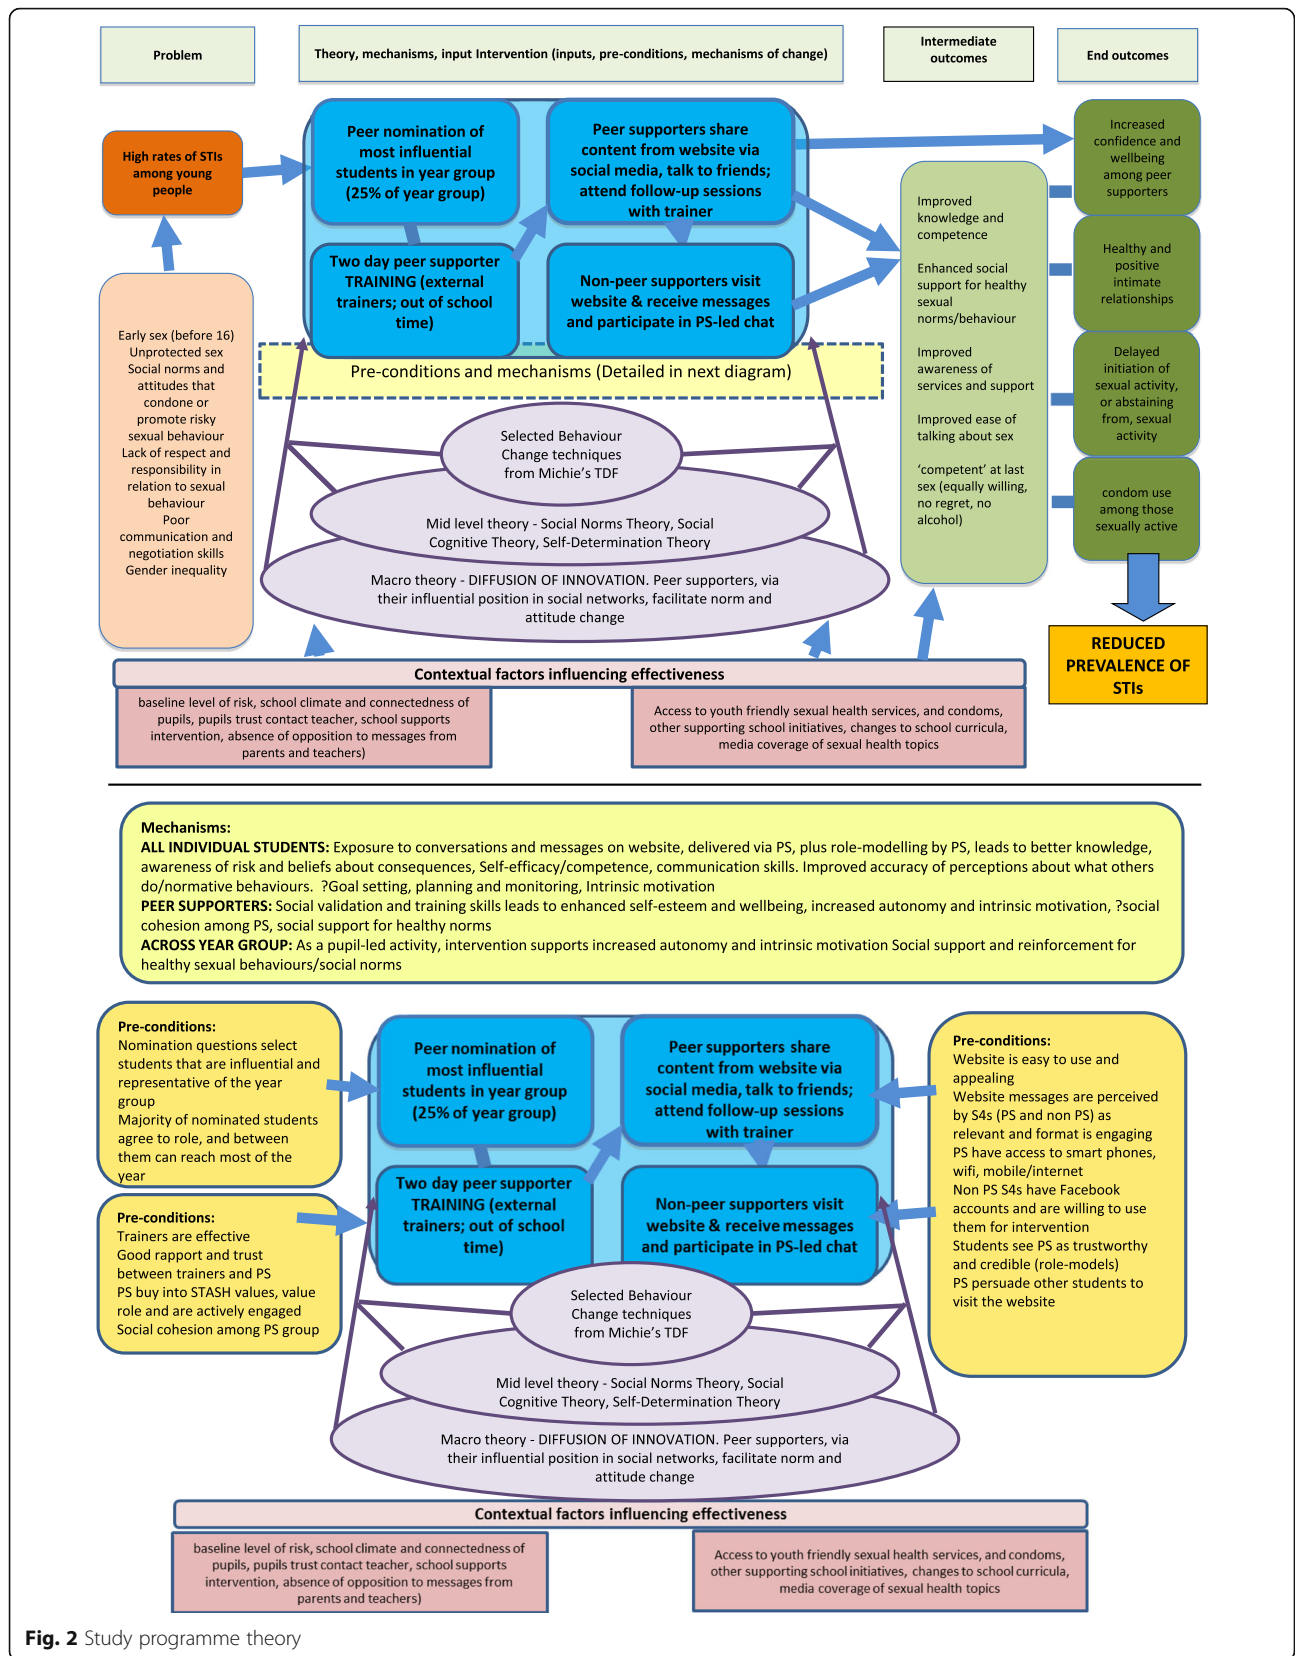 Problem
Theory, mechanisms, input Intervention (inputs, pre-conditions, mechanisms of change)
Intermediate
outcomes
End outcomes
High rates of STIs
among young
people
Early sex (before 16)
Unprotected sex
Social norms and
attitudes that
condone or
promote risky
sexual behaviour
Lack of respect and
responsibility in
relation to sexual
behaviour
Poor
communication and
negotiation skills
Gender inequality
Peer nomination of
most influential
students in year group
(25% of year group)
Two day peer supporter
TRAINING (external
trainers; out of school
time)
Peer supporters share
content from website via
social media, talk to friends;
attend follow-up sessions
with trainer
Non-peer supporters visit
website & receive messages
and participate in PS-led chat
Pre-conditions and mechanisms (Detailed in next diagram)
Selected Behaviour
Change techniques
from Michie's TDF
Mid level theory - Social Norms Theory, Social
Cognitive Theory, Self-Determination Theory
Macro theory - DIFFUSION OF INNOVATION. Peer supporters, via
their influential position in social networks, facilitate norm and
attitude change
Improved
knowledge and
competence
Enhanced social
support for healthy
sexual
norms/behaviour
Improved
awareness of
services and support
Improved ease of
talking about sex
'competent' at last
sex (equally willing,
no regret, no
alcohol)
Increased
confidence and
wellbeing
among peer
supporters
Healthy and
positive
intimate
relationships
Delayed
initiation of
sexual activity,
or abstaining
from, sexual
activity
condom use
among those
sexually active
REDUCED
PREVALENCE OF
STIs
Contextual factors influencing effectiveness
baseline level of risk, school climate and connectedness of
pupils, pupils trust contact teacher, school supports
intervention, absence of opposition to messages from
parents and teachers)
Access to youth friendly sexual health services, and condoms,
other supporting school initiatives, changes to school curricula,
media coverage of sexual health topics
Mechanisms:
ALL INDIVIDUAL STUDENTS: Exposure to conversations and messages on website, delivered via PS, plus role-modelling by PS, leads to better knowledge,
awareness of risk and beliefs about consequences, Self-efficacy/competence, communication skills. Improved accuracy of perceptions about what others
do/normative behaviours. ?Goal setting, planning and monitoring, Intrinsic motivation
PEER SUPPORTERS: Social validation and training skills leads to enhanced self-esteem and wellbeing, increased autonomy and intrinsic motivation, ?social
cohesion among PS, social support for healthy norms
ACROSS YEAR GROUP: As a pupil-led activity, intervention supports increased autonomy and intrinsic motivation Social support and reinforcement for
healthy sexual behaviours/social norms
Pre-conditions:
Nomination questions select
students that are influential and
representative of the year
group
Majority of nominated students
agree to role, and between
them can reach most of the
year
Pre-conditions:
Trainers are effective
Good rapport and trust
between trainers and PS
PS buy into STASH values, value
role and are actively engaged
Social cohesion among PS group
Peer nomination of
most influential
students in year group
(25% of year group)
Two day peer supporter
TRAINING (external
trainers; out of school
time)
Peer supporters share
content from website via
social media, talk to friends;
attend follow-up sessions
with trainer
Non-peer supporters visit
website & receive messages
and participate in PS-led chat
Pre-conditions:
Website is easy to use and
appealing
Website messages are perceived
by S4s (PS and non PS) as
relevant and format is engaging
PS have access to smart phones,
wifi, mobile/internet
Non PS S4s have Facebook
accounts and are willing to use
them for intervention
Students see PS as trustworthy
and credible (role-models)
PS persuade other students to
visit the website
Selected Behaviour
Change techniques
from Michie's TDF
Mid level theory - Social Norms Theory, Social
Cognitive Theory, Self-Determination Theory
Macro theory - DIFFUSION OF INNOVATION. Peer supporters, via
their influential position in social networks, facilitate norm and
attitude change
Contextual factors influencing effectiveness
baseline level of risk, school climate and connectedness of
pupils, pupils trust contact teacher, school supports
intervention, absence of opposition to messages from
parents and teachers)
Access to youth friendly sexual health services, and condoms,
other supporting school initiatives, changes to school curricula,
media coverage of sexual health topics
Fig. 2 Study programme theory